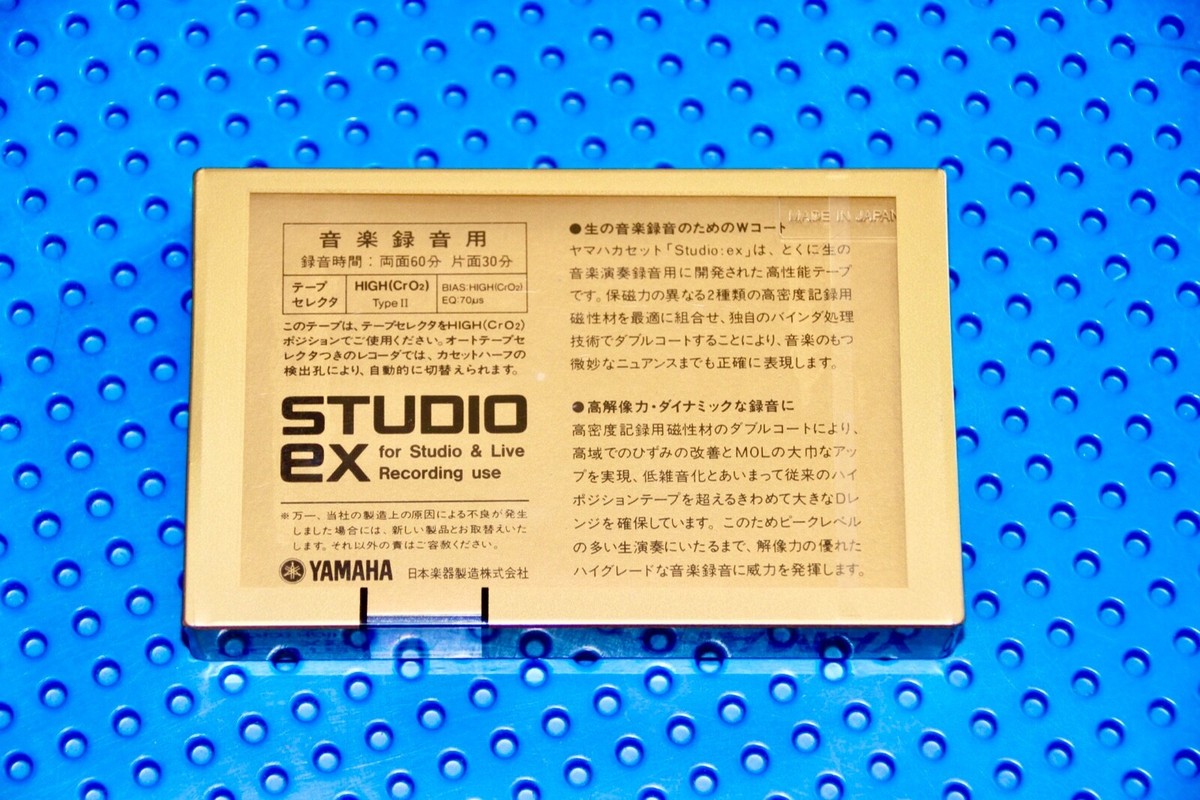 音楽録音用
録音時間：両面60分 片面30分
テープ
セレクタ
HIGH(CrO₂)
Type II
BIAS:HIGH(CrO₂)
EQ:70μs
このテープは、テープセレクタをHIGH(CrO₂)
ポジションでご使用ください。オートテープセ
レクタつきのレコーダでは、カセットハーフの
検出孔により、自動的に切替えられます。
STUDIO
ex
for Studio & Live
Recording use
※万一、当社の製造上の原因による不良が発生
しました場合には、新しい製品とお取替えいた
します。それ以外の責はご容赦ください。
YAMAHA 日本楽器製造株式会社
MADE IN JAPAN
●生の音楽録音のためのWコート
ヤマハカセット「Studio:ex」は、とくに生の
音楽演奏録音用に開発された高性能テープ
です。保磁力の異なる2種類の高密度記録用
磁性材を最適に組合せ、独自のバインダ処理
技術でダブルコートすることにより、音楽のもつ
微妙なニュアンスまでも正確に表現します。
●高解像力・ダイナミックな録音に
高密度記録用磁性材のダブルコートにより、
高域でのひずみの改善とMOLの大巾なアッ
プを実現、低雑音化とあいまって従来のハイ
ポジションテープを超えるきわめて大きなDレ
ンジを確保しています。このためピークレベル
の多い生演奏にいたるまで、解像力の優れた
ハイグレードな音楽録音に威力を発揮します。